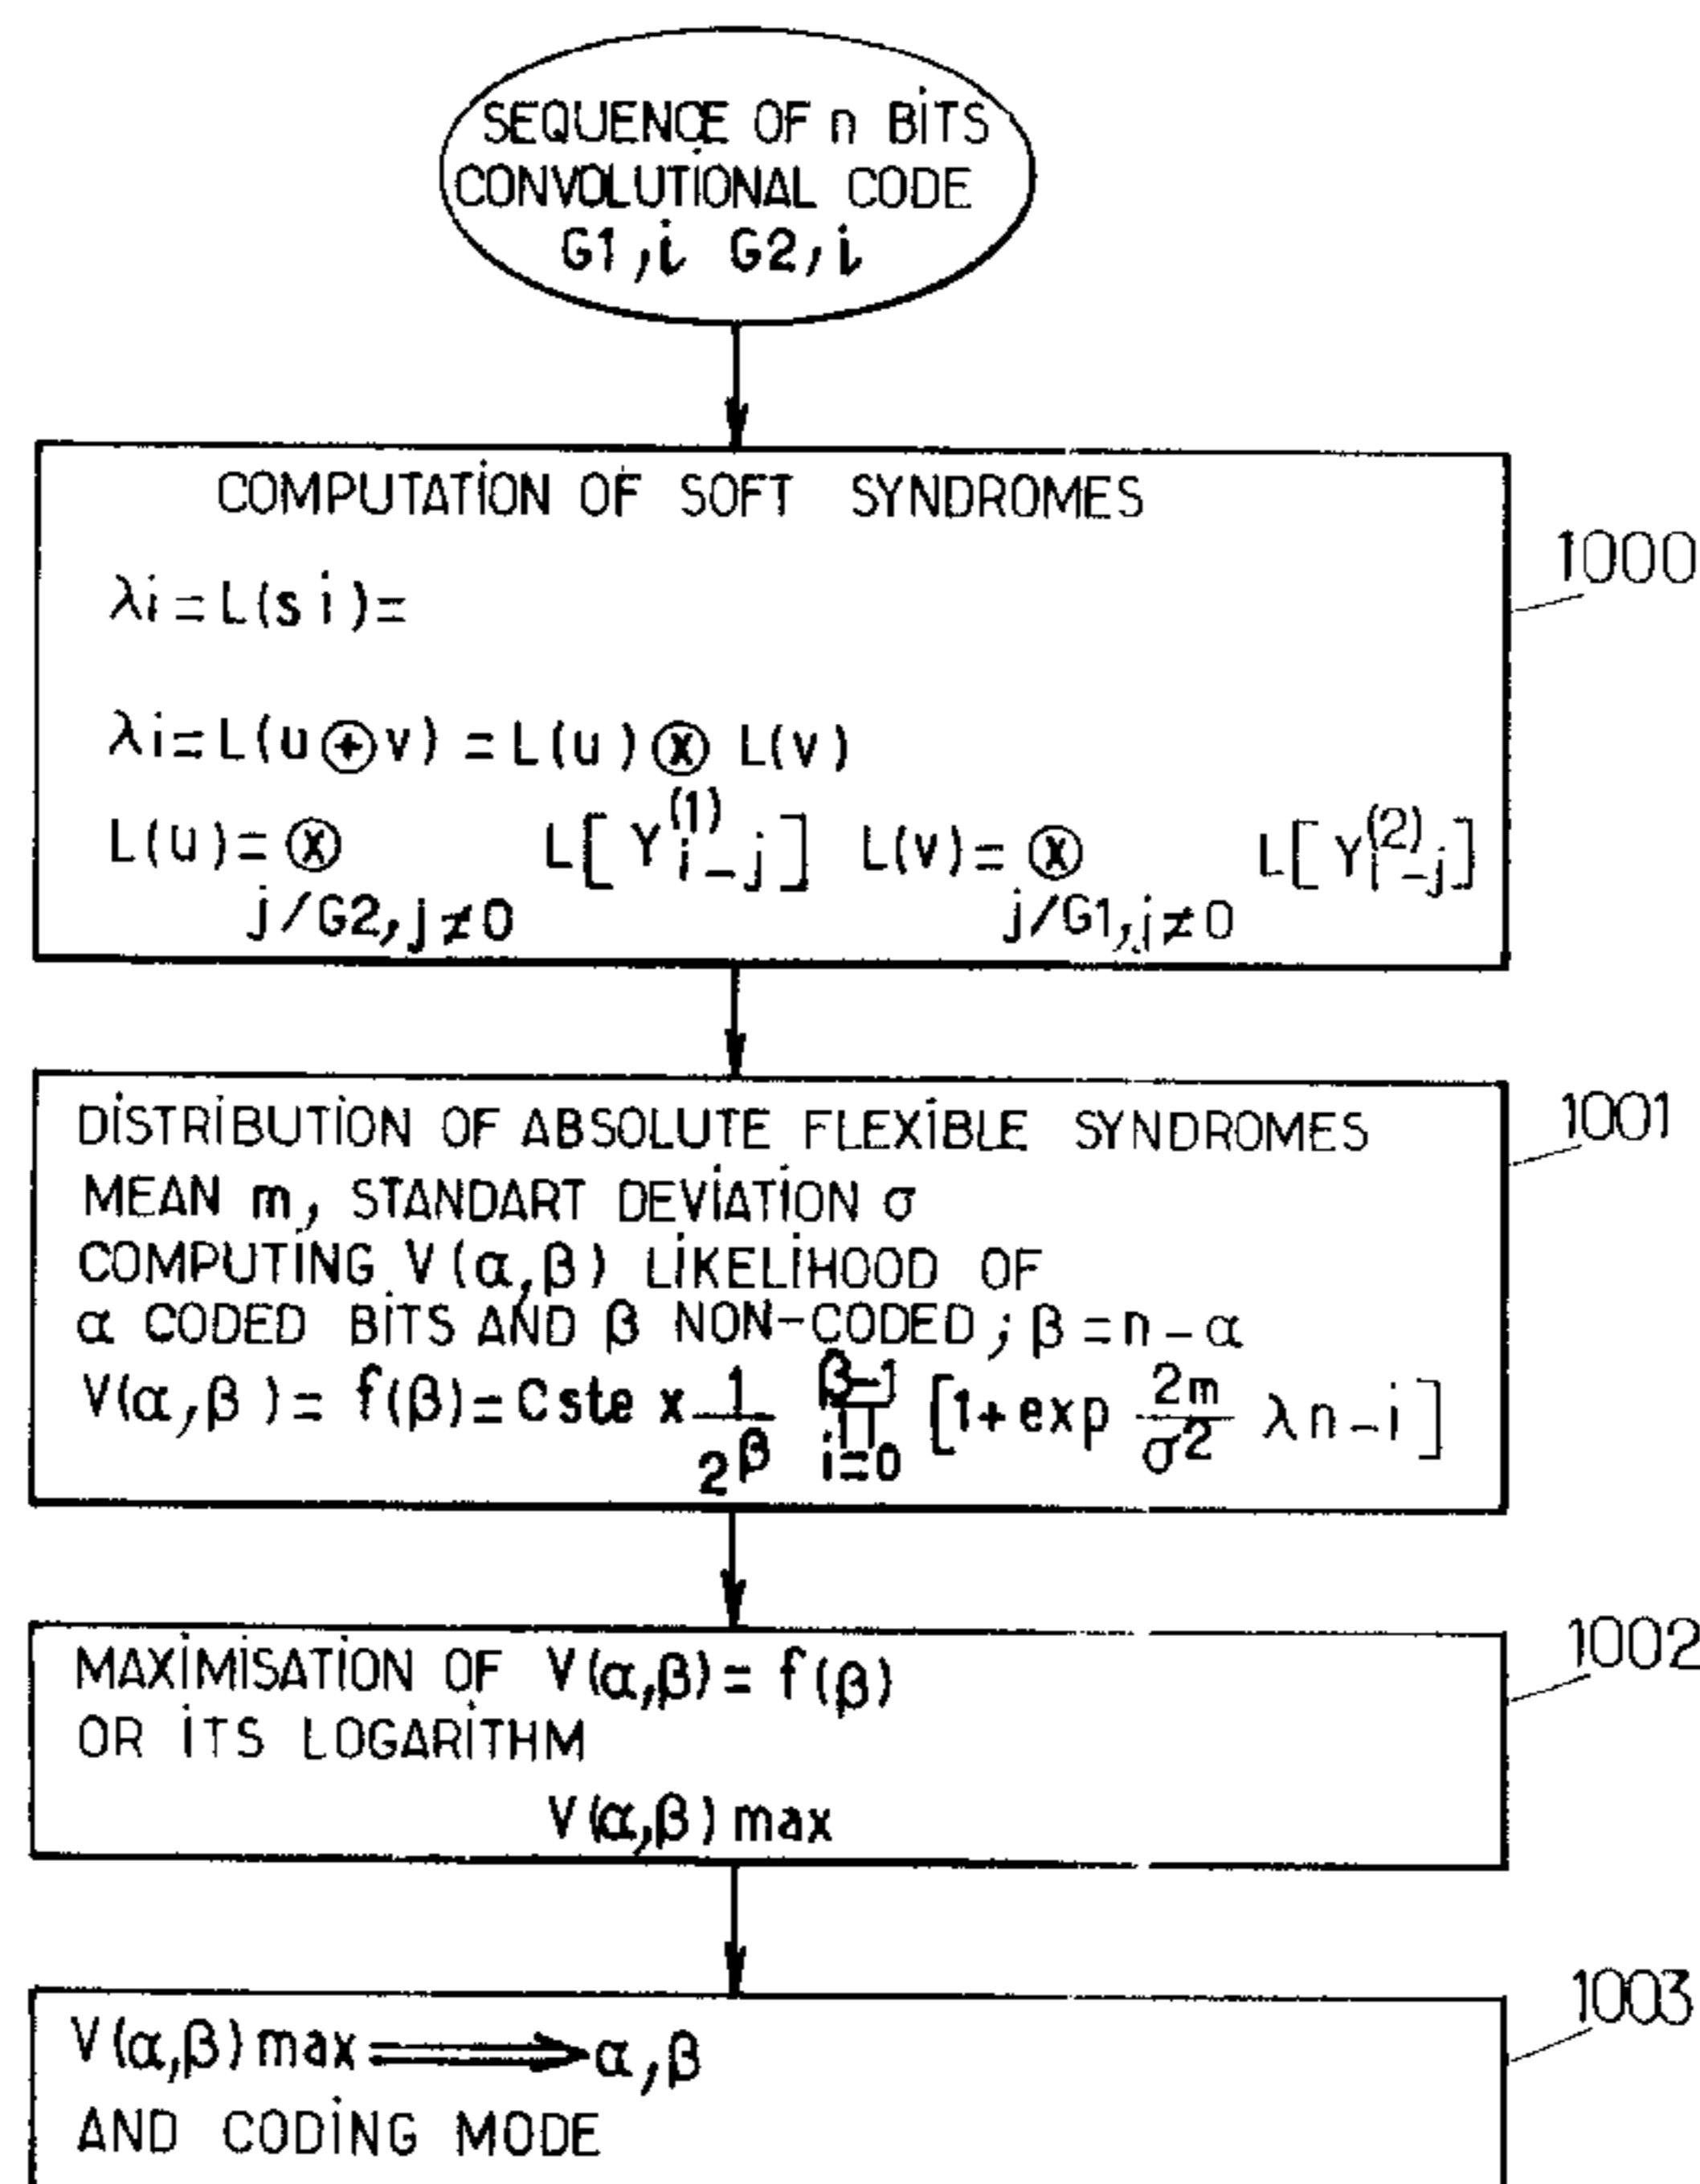 SEQUENCE OF n BITS
CONVOLUTIONAL CODE
G1,i G2,i
COMPUTATION OF SOFT SYNDROMES
1000
λi = L(si) =
λi = L(u ⊕ v) = L(u) ⊗ L(v)
L(u) = ⊗ j/G2,j≠0 L[Y^(1)_i-j] L(v) = ⊗ j/G1,j≠0 L[Y^(2)_i-j]
DISTRIBUTION OF ABSOLUTE FLEXIBLE SYNDROMES
1001
MEAN m, STANDART DEVIATION σ
COMPUTING V(α,β) LIKELIHOOD OF
α CODED BITS AND β NON-CODED ; β = n - α
V(α,β) = f(β) = Cste x 1/2^β β-1 Π i=0 [1 + exp 2m/σ2 λn-i]
MAXIMISATION OF V(α,β) = f(β)
1002
OR ITS LOGARITHM
V(α,β) max
1003
V(α,β) max ⟹ α,β
AND CODING MODE